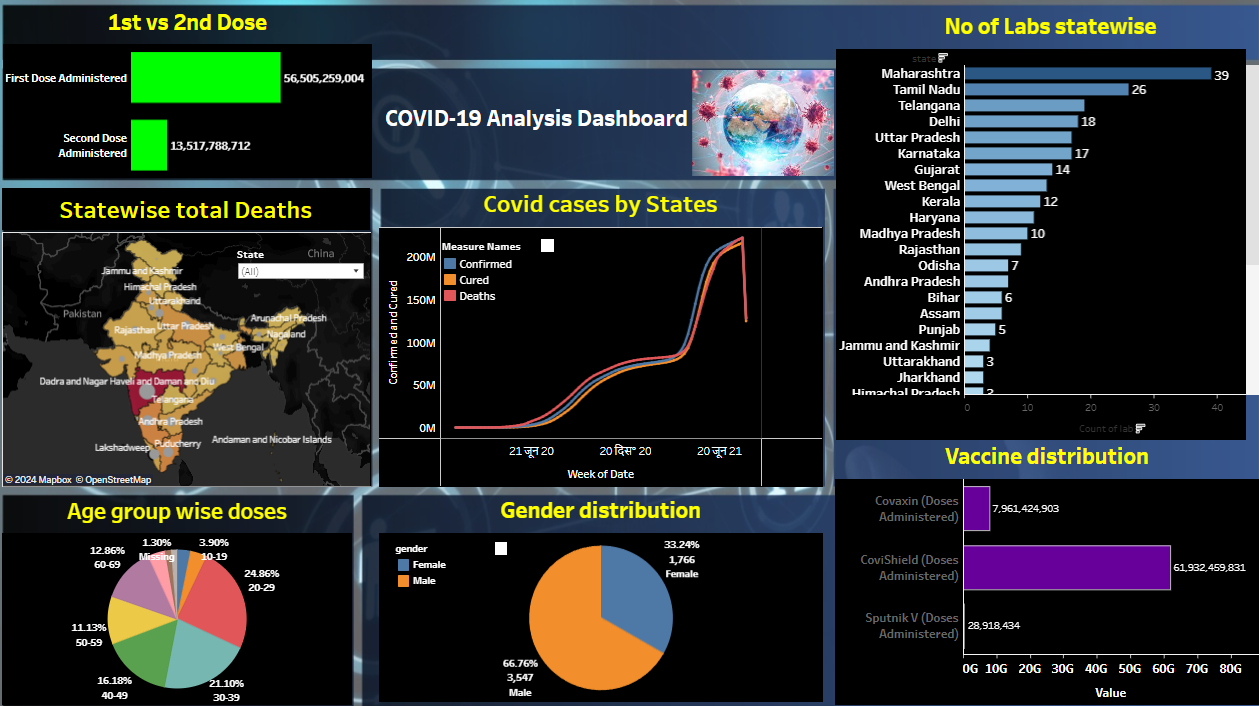 1st vs 2nd Dose
First Dose Administered
56,505,259,004
Second Dose
Administered
13,517,788,712
COVID-19 Analysis Dashboard
No of Labs statewise
state
Maharashtra
39
Tamil Nadu
26
Telangana
Delhi
18
Uttar Pradesh
Karnataka
17
Gujarat
14
West Bengal
Kerala
12
Haryana
Madhya Pradesh
10
Rajasthan
Odisha
7
Andhra Pradesh
Bihar
6
Assam
Punjab
5
Jammu and Kashmir
Uttarakhand
3
Jharkhand
Himachal Pradesh
0
10
20
30
40
Count of lab
Statewise total Deaths
State
(All)
China
Jammu and Kashmir
Himachal Pradesh
Uttarakhand
Pakistan
Arunachal Pradesh
Rajasthan
Uttar Pradesh
Nagaland
West Bengal
Madhya Pradesh
Dadra and Nagar Haveli and Daman and Diu
Telangana
Andhra Pradesh
Andaman and Nicobar Islands
Lakshadweep
Puducherry
© 2024 Mapbox © OpenStreetMap
Covid cases by States
Measure Names
Confirmed
Cured
Deaths
Confirmed and Cured
200M
150M
100M
50M
0M
21 जून 20
20 दिस॰ 20
20 जून 21
Week of Date
Age group wise doses
1.30%
Missing
3.90%
10-19
12.86%
60-69
24.86%
20-29
11.13%
50-59
16.18%
40-49
21.10%
30-39
Gender distribution
gender
Female
Male
33.24%
1,766
Female
66.76%
3,547
Male
Vaccine distribution
Covaxin (Doses
Administered)
7,961,424,903
CoviShield (Doses
Administered)
61,932,459,831
Sputnik V (Doses
Administered)
28,918,434
0G
10G
20G
30G
40G
50G
60G
70G
80G
Value